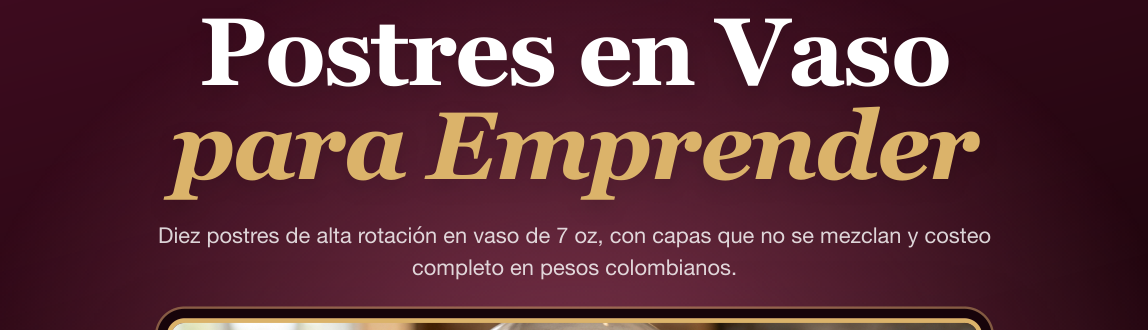 Postres en Vaso
para Emprender
Diez postres de alta rotación en vaso de 7 oz, con capas que no se mezclan y costeo
completo en pesos colombianos.